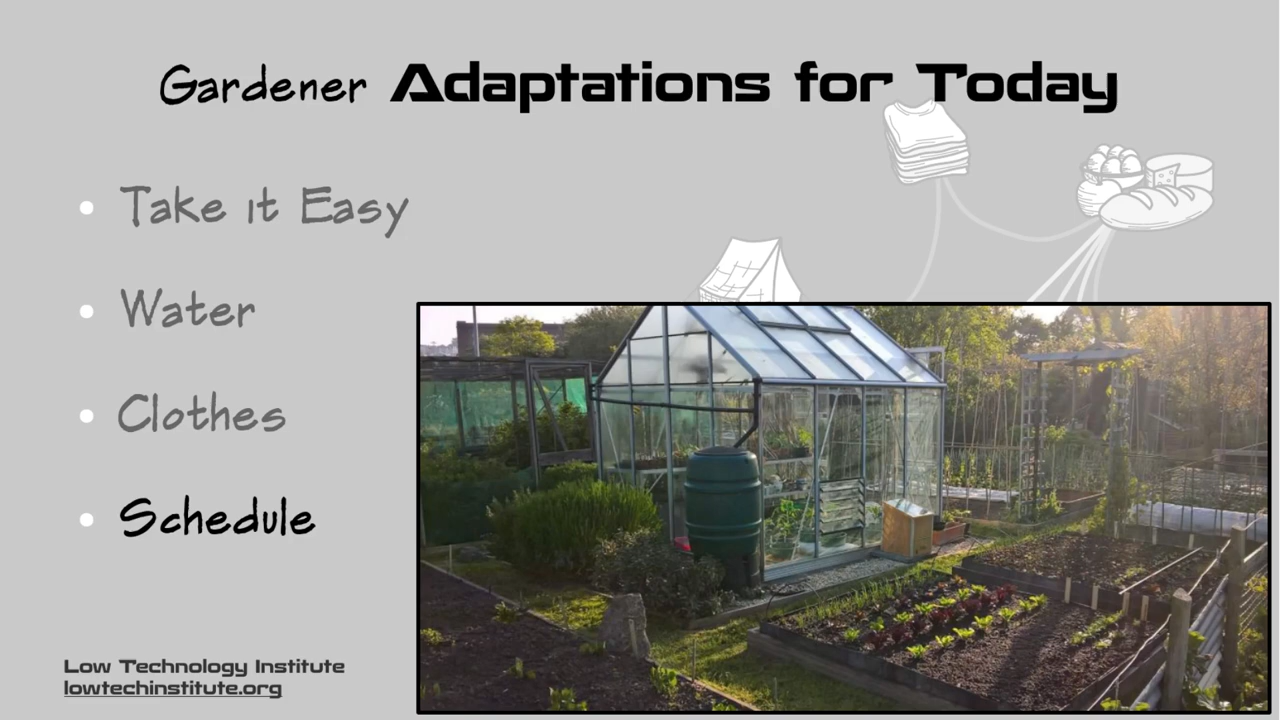 Gardener Adaptations for Today
• Take it Easy
• Water
• Clothes
• Schedule
Low Technology Institute
lowtechinstitute.org